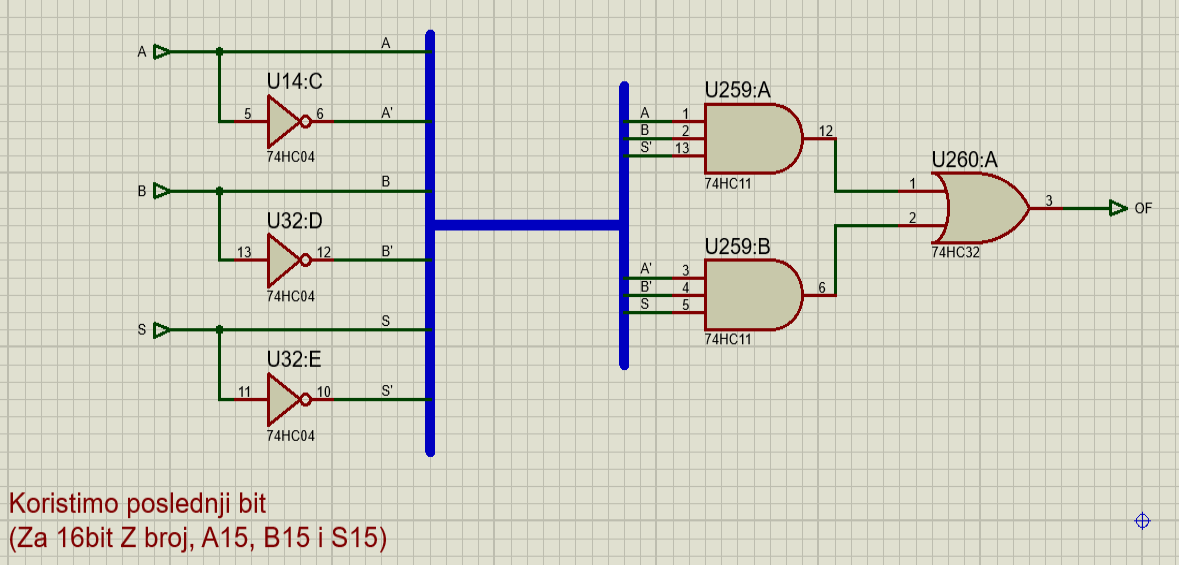 A
A
U14:C
5
6
A'
74HC04
B
B
U32:D
13
12
B'
74HC04
S
S
U32:E
11
10
S'
74HC04
U259:A
A
1
B
2
S'
13
12
74HC11
U259:B
A'
3
B'
4
S
5
6
74HC11
U260:A
1
2
3
OF
74HC32
Koristimo poslednji bit
(Za 16bit Z broj, A15, B15 i S15)